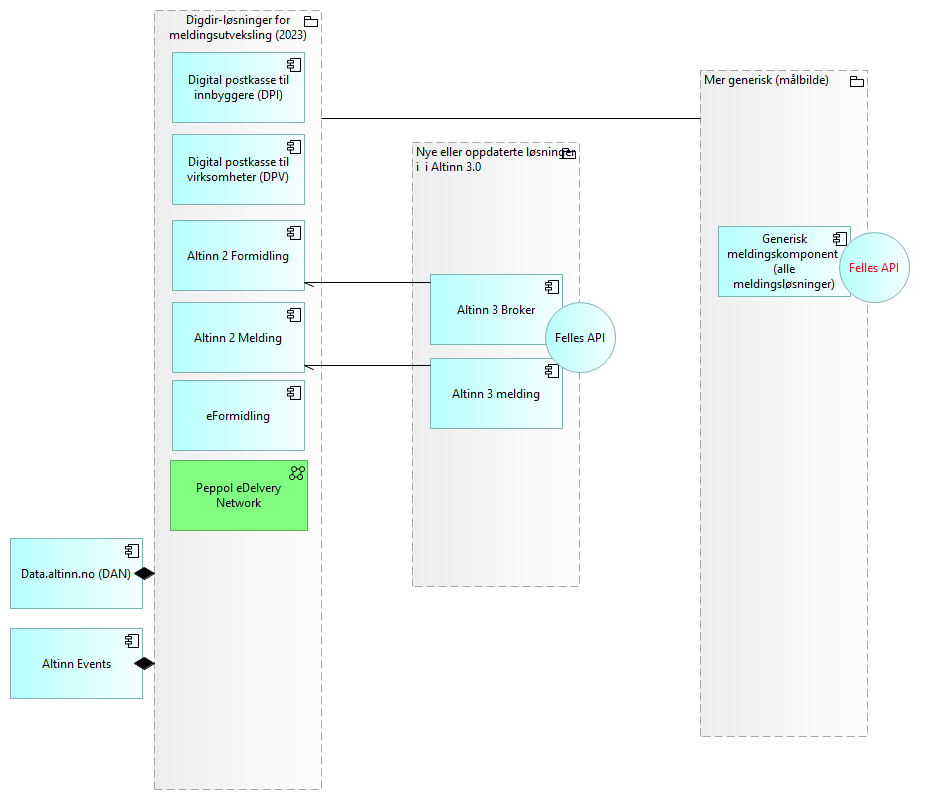 Digdir-løsninger for
meldingsutveksling (2023)
Digital postkasse til
innbyggere (DPI)
Digital postkasse til
virksomheter (DPV)
Altinn 2 Formidling
Altinn 2 Melding
eFormidling
Peppol eDelvery
Network
Data.altinn.no (DAN)
Altinn Events
Nye eller oppdaterte løsninger
i  i Altinn 3.0
Altinn 3 Broker
Felles API
Altinn 3 melding
Mer generisk (målbilde)
Generisk
meldingskomponent
(alle
meldingsløsninger)
Felles API